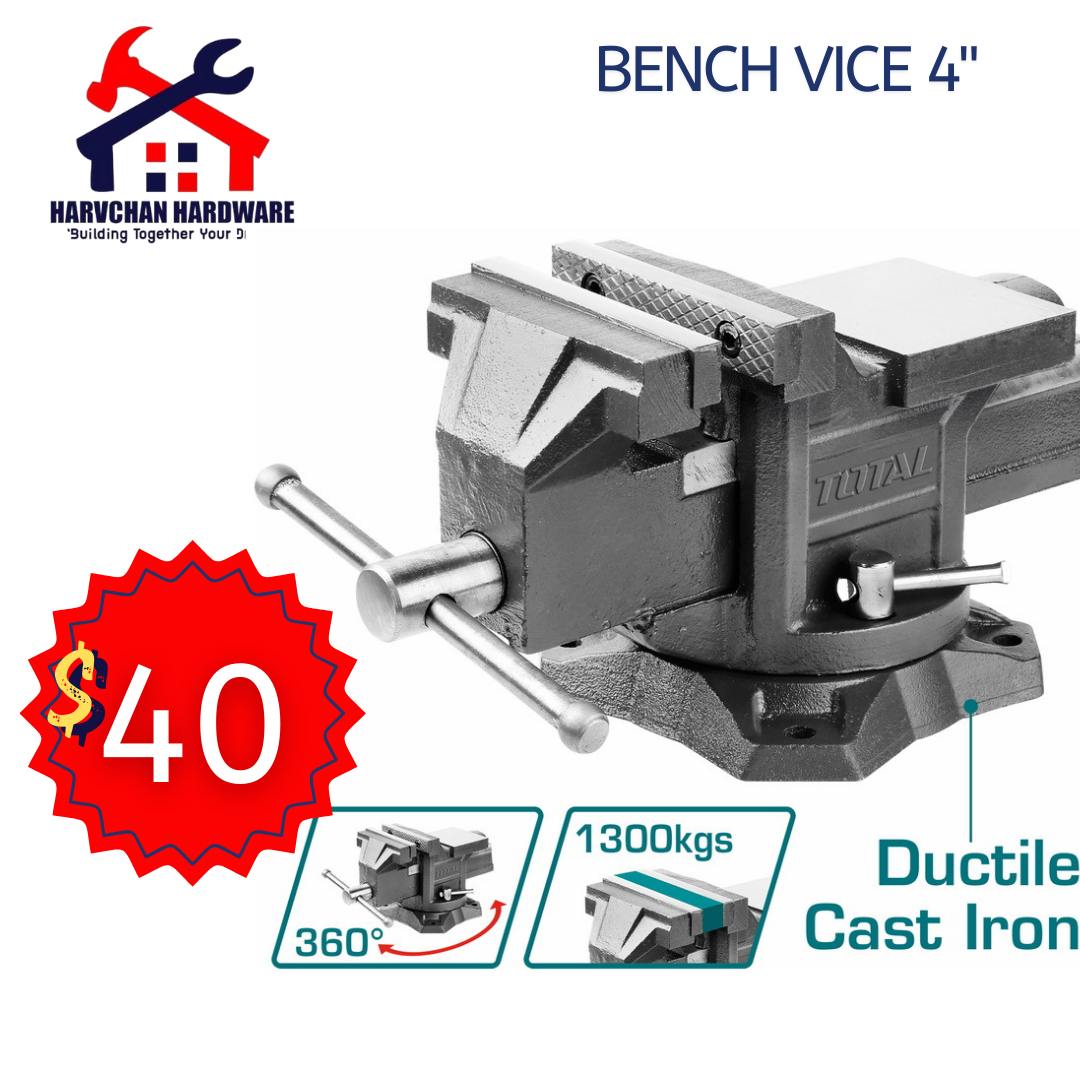 BENCH VICE 4"
HARVCHAN HARDWARE
'Building Together Your
TOTAL
$40
360°
1300kgs
Ductile
Cast Iron